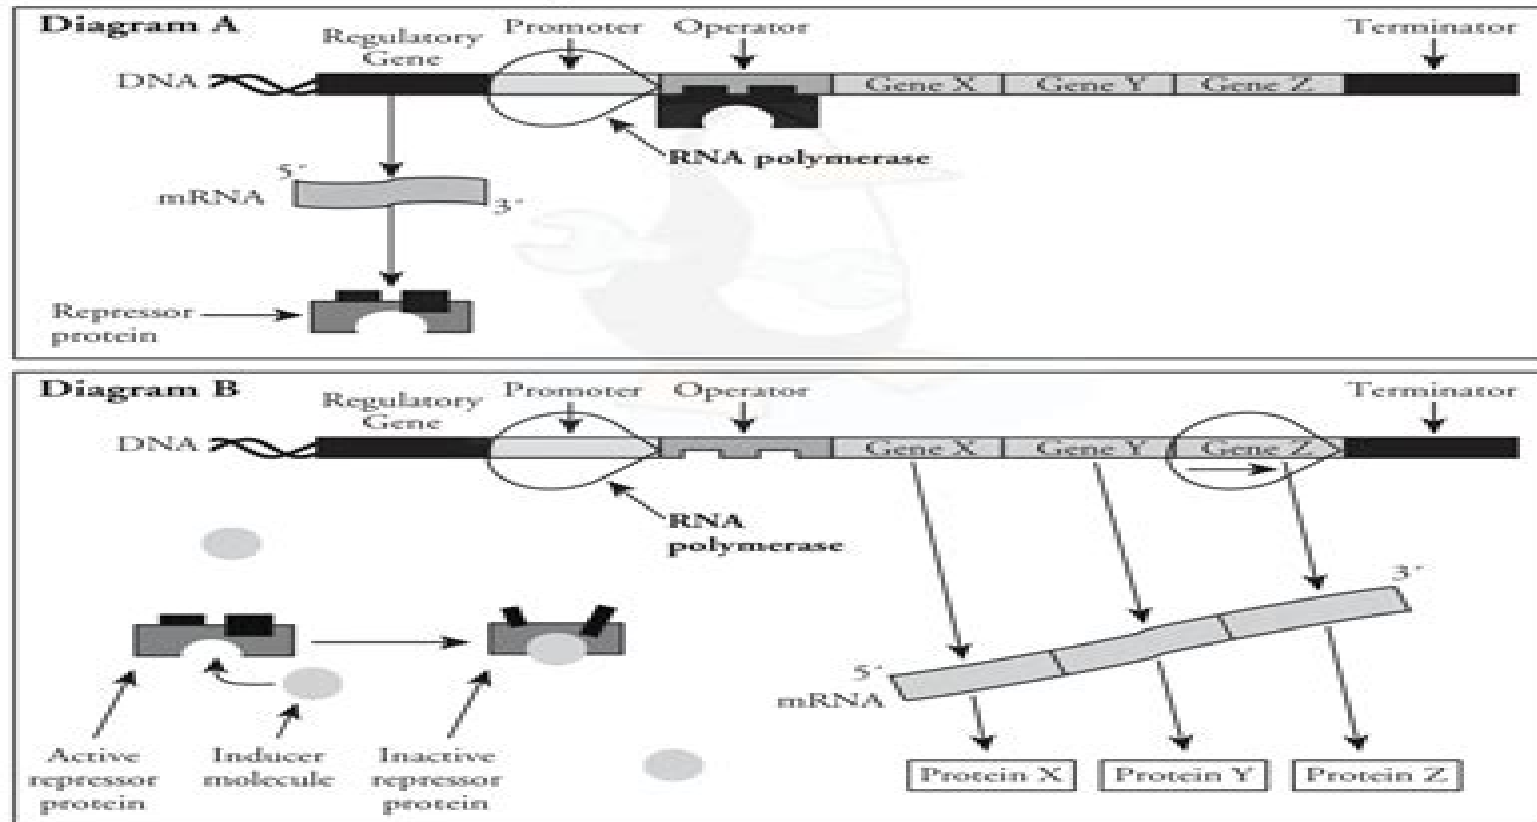 Diagram A
Regulatory
Gene
Promoter
Operator
Terminator
DNA
Gene X
Gene Y
Gene Z
RNA polymerase
5'
mRNA
3'
Repressor
protein
Diagram B
Regulatory
Gene
Promoter
Operator
Terminator
DNA
Gene X
Gene Y
Gene Z
RNA
polymerase
3'
5'
mRNA
Active
repressor
protein
Inducer
molecule
Inactive
repressor
protein
Protein X
Protein Y
Protein Z